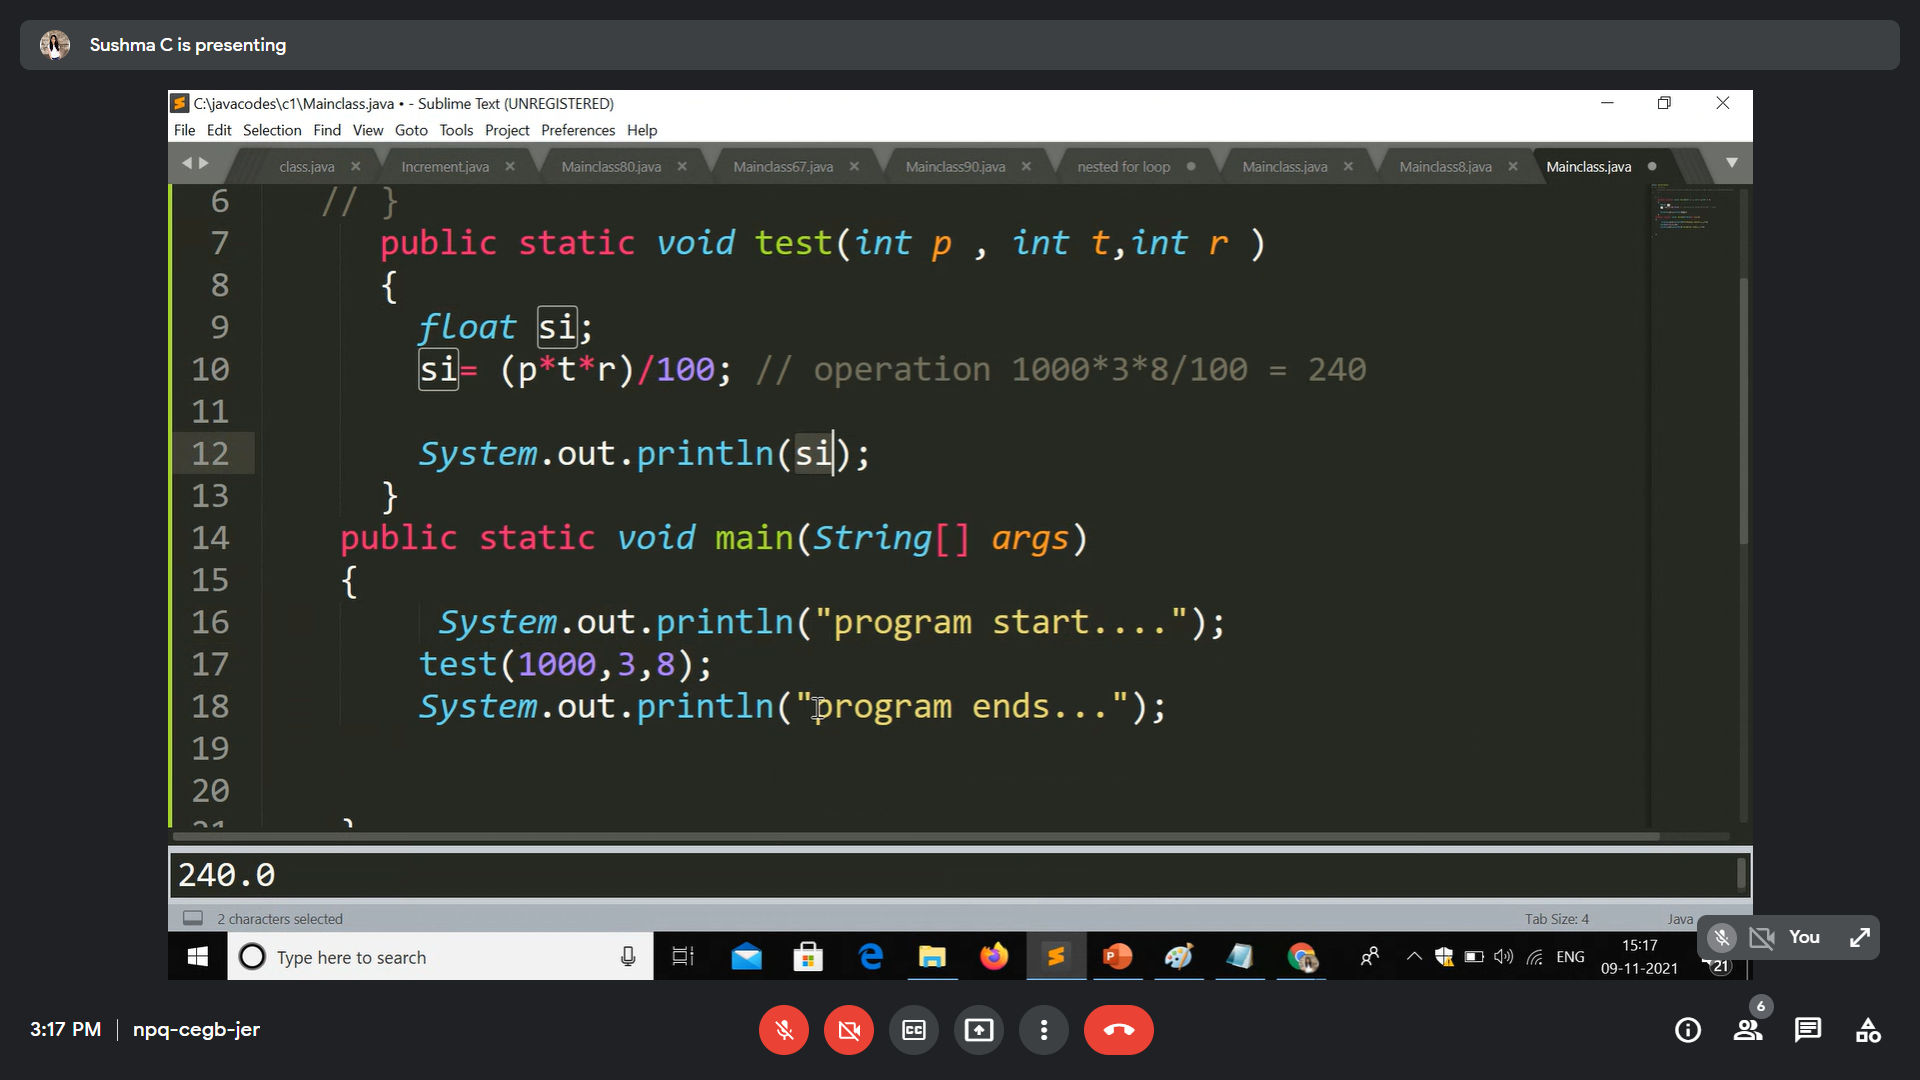 Sushma C is presenting
C:\javacodes\c1\Mainclass.java • - Sublime Text (UNREGISTERED)
File Edit Selection Find View Goto Tools Project Preferences Help
class.java Increment.java Mainclass80.java Mainclass67.java Mainclass90.java nested for loop Mainclass.java Mainclass8.java Mainclass.java
6 // }
7 public static void test(int p , int t,int r )
8 {
9 float si;
10 si= (p*t*r)/100; // operation 1000*3*8/100 = 240
11
12 System.out.println(si);
13 }
14 public static void main(String[] args)
15 {
16 System.out.println("program start....");
17 test(1000,3,8);
18 System.out.println("program ends...");
19
20
21 }
240.0
2 characters selected Tab Size: 4 Java
You
Type here to search
ENG
15:17
09-11-2021
21
3:17 PM | npq-cegb-jer
CC
6